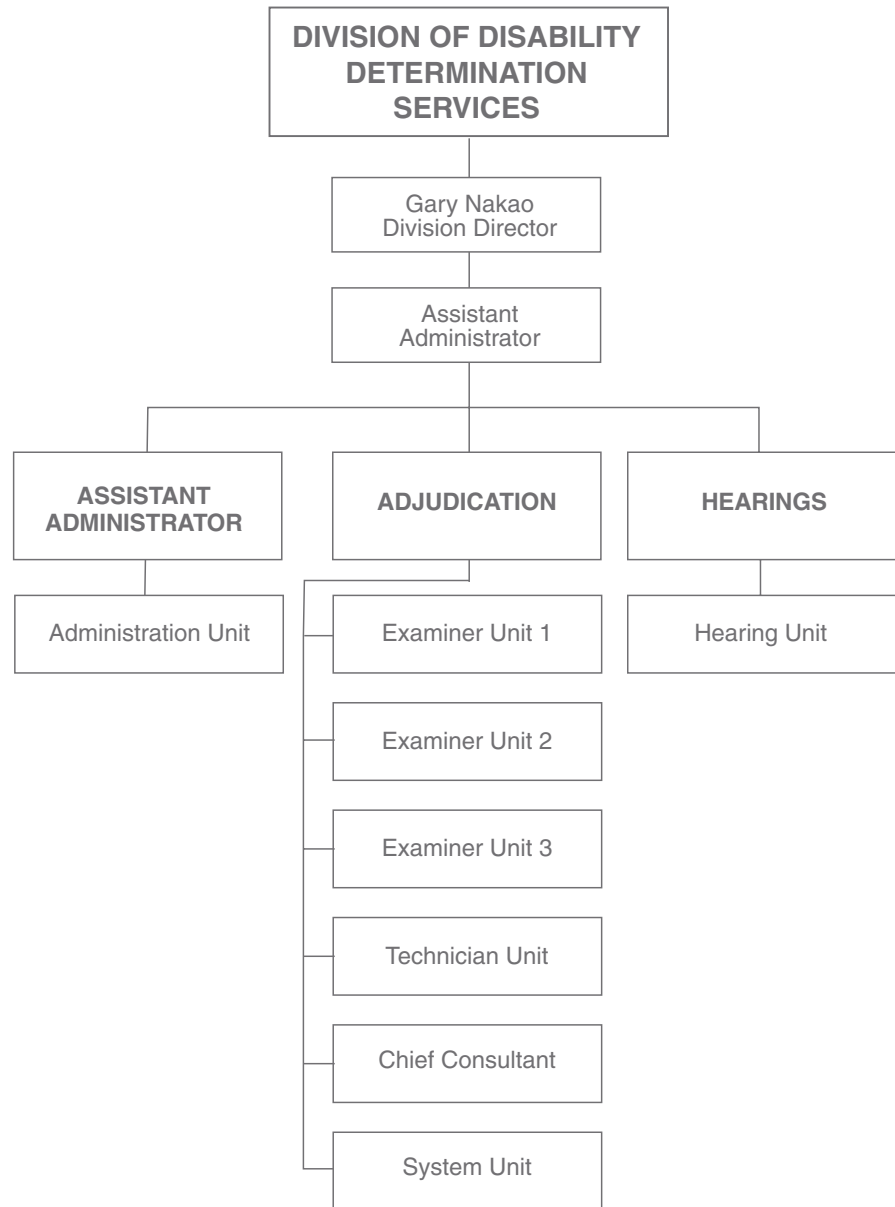 DIVISION OF DISABILITY
DETERMINATION
SERVICES
Gary Nakao
Division Director
Assistant
Administrator
ASSISTANT
ADMINISTRATOR
ADJUDICATION
HEARINGS
Administration Unit
Examiner Unit 1
Hearing Unit
Examiner Unit 2
Examiner Unit 3
Technician Unit
Chief Consultant
System Unit